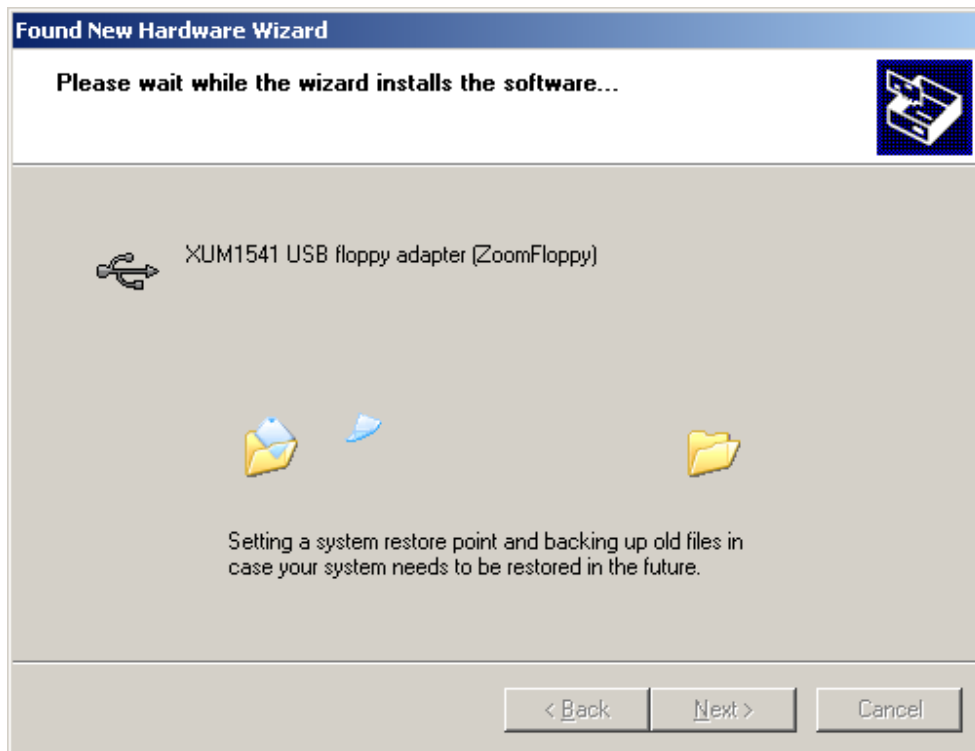 Found New Hardware Wizard
Please wait while the wizard installs the software...
XUM1541 USB floppy adapter (ZoomFloppy)
Setting a system restore point and backing up old files in
case your system needs to be restored in the future.
< Back Next > Cancel